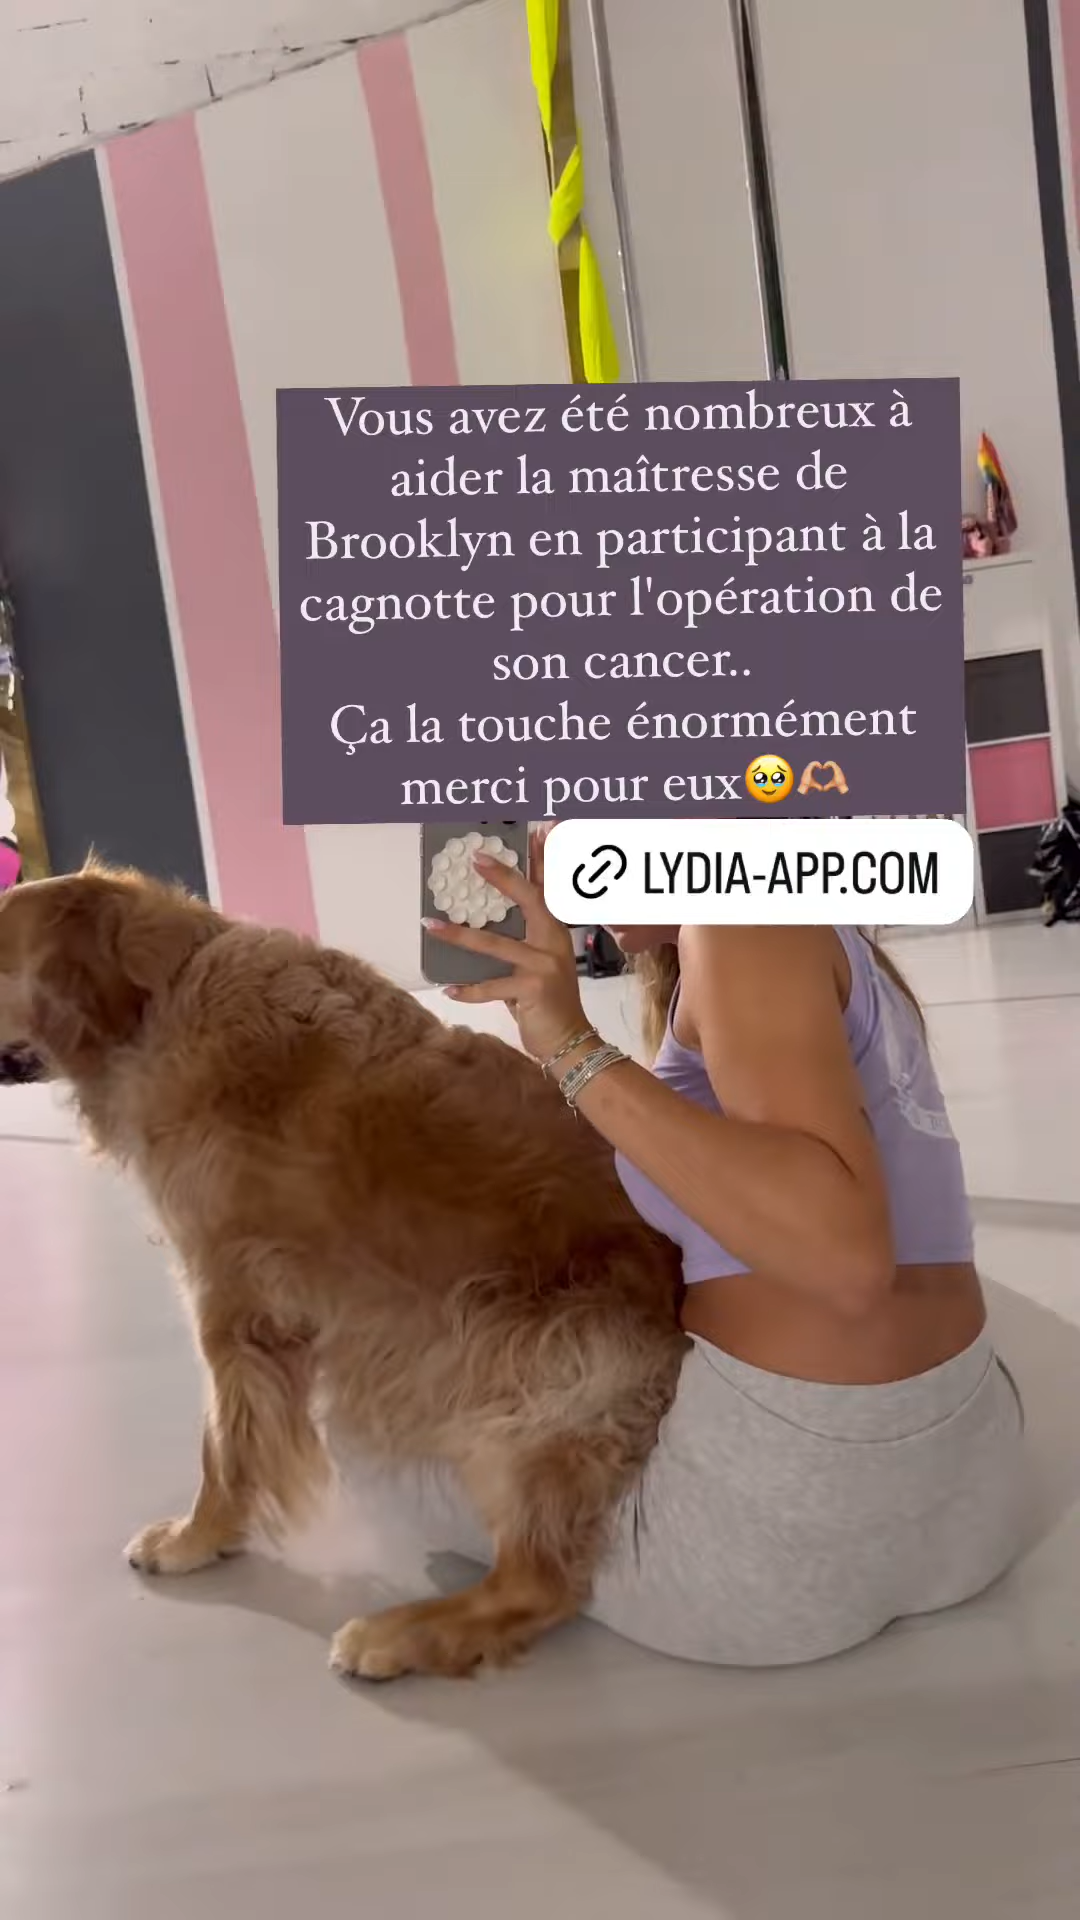 Vous avez été nombreux à
aider la maîtresse de
Brooklyn en participant à la
cagnotte pour l'opération de
son cancer..
Ça la touche énormément
merci pour eux🥹🫶🏼
LYDIA-APP.COM